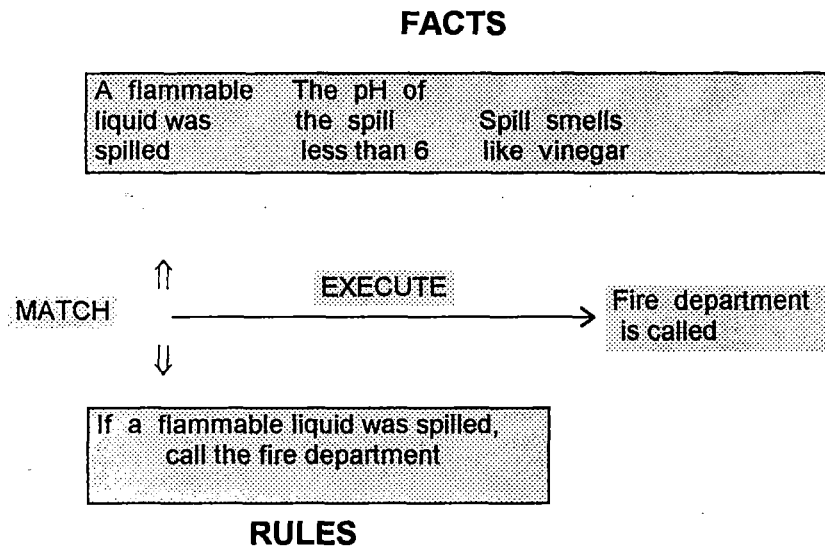 FACTS
A flammable
liquid was
spilled
The pH of
the spill
less than 6
Spill smells
like vinegar
MATCH
EXECUTE
Fire department
is called
If a flammable liquid was spilled,
call the fire department
RULES